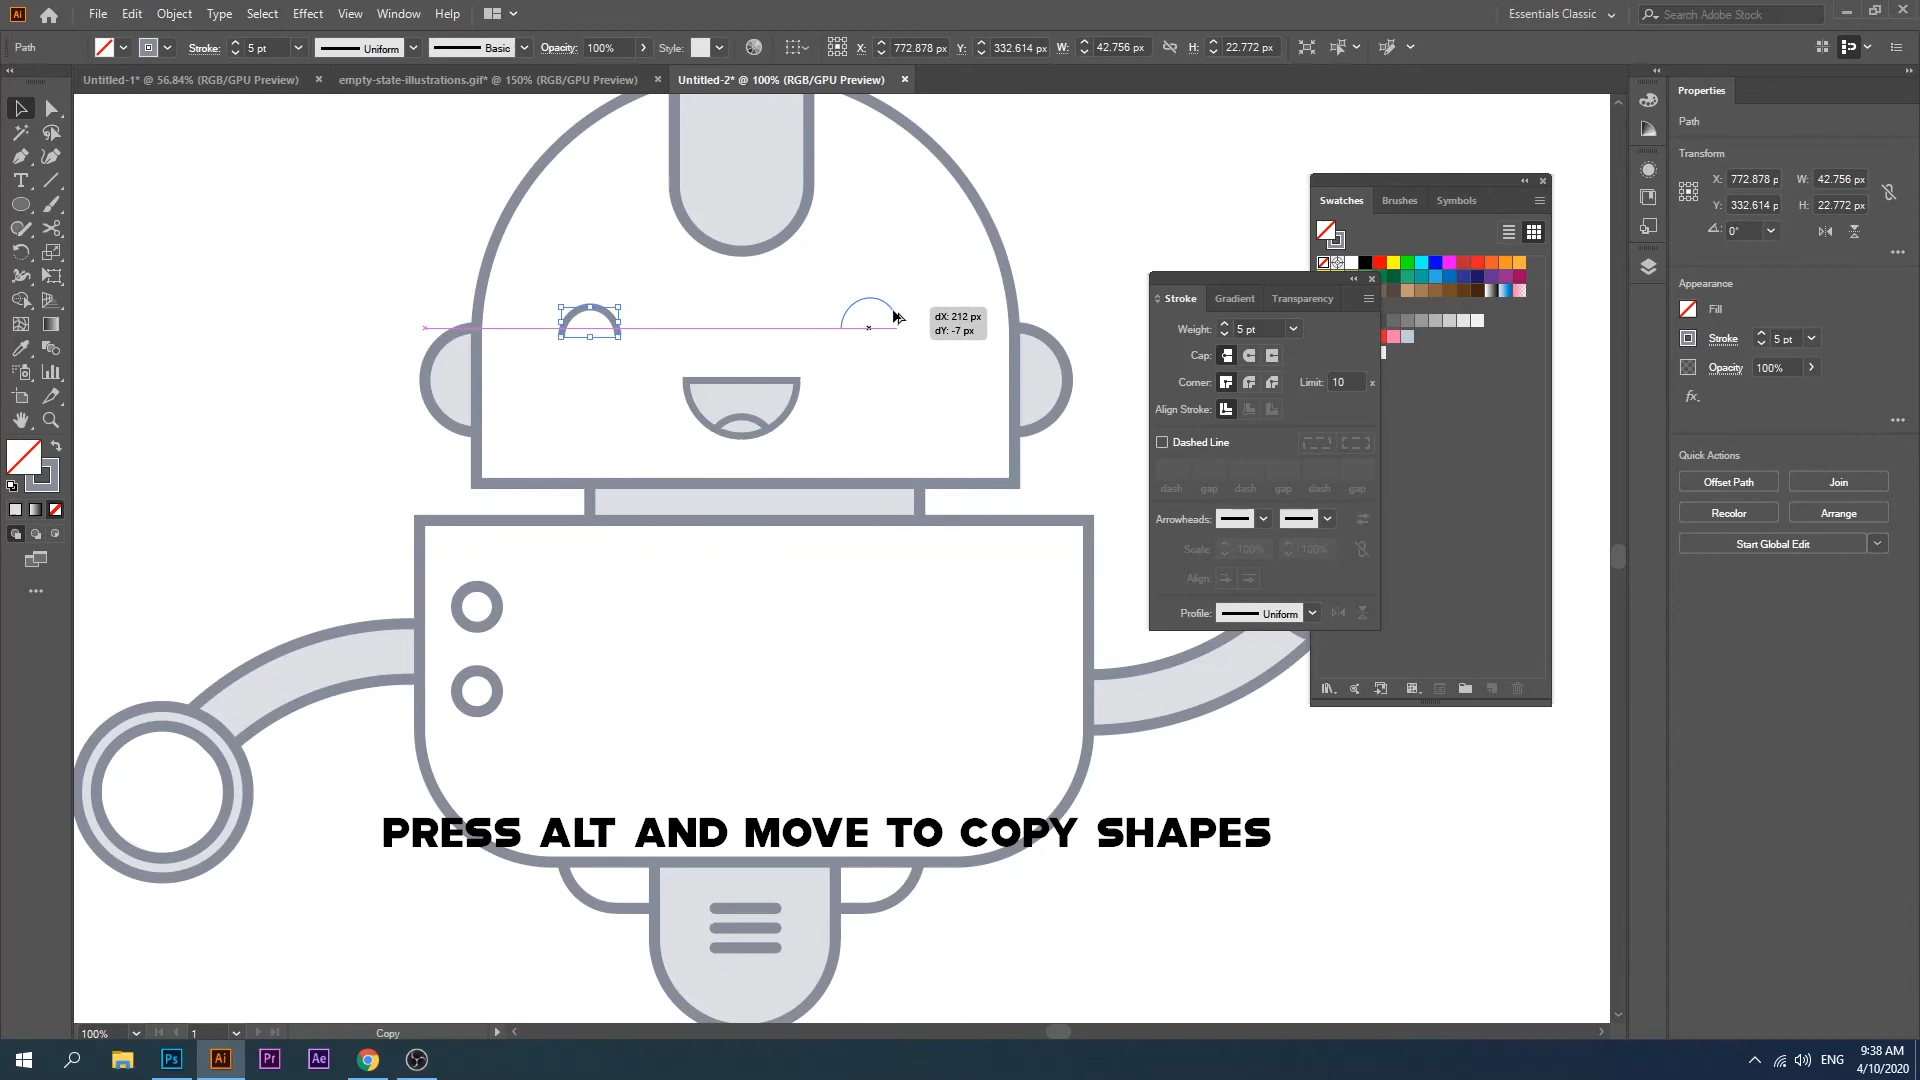 Ai
File Edit Object Type Select Effect View Window Help
Essentials Classic
Search Adobe Stock
Path
Stroke: 5 pt Uniform Basic Opacity: 100% Style: X: 772.878 px Y: 332.614 px W: 42.756 px H: 22.772 px
Untitled-1* @ 56.84% (RGB/GPU Preview) × empty-state-illustrations.gif* @ 150% (RGB/GPU Preview) × Untitled-2* @ 100% (RGB/GPU Preview) ×
Properties
Path
Transform
X: 772.878 p W: 42.756 px
Y: 332.614 p H: 22.772 px
0°
Appearance
Fill
Stroke 5 pt
Opacity 100%
fx.
Quick Actions
Offset Path Join
Recolor Arrange
Start Global Edit
Swatches Brushes Symbols
Stroke Gradient Transparency
Weight: 5 pt
Cap:
Corner: Limit: 10 x
Align Stroke:
Dashed Line
dash gap dash gap dash gap
Arrowheads:
Scale: 100% 100%
Align:
Profile: Uniform
dX: 212 px
dY: -7 px
PRESS ALT AND MOVE TO COPY SHAPES
100% 1 Copy
Ps Ai Pr Ae
ENG
9:38 AM
4/10/2020